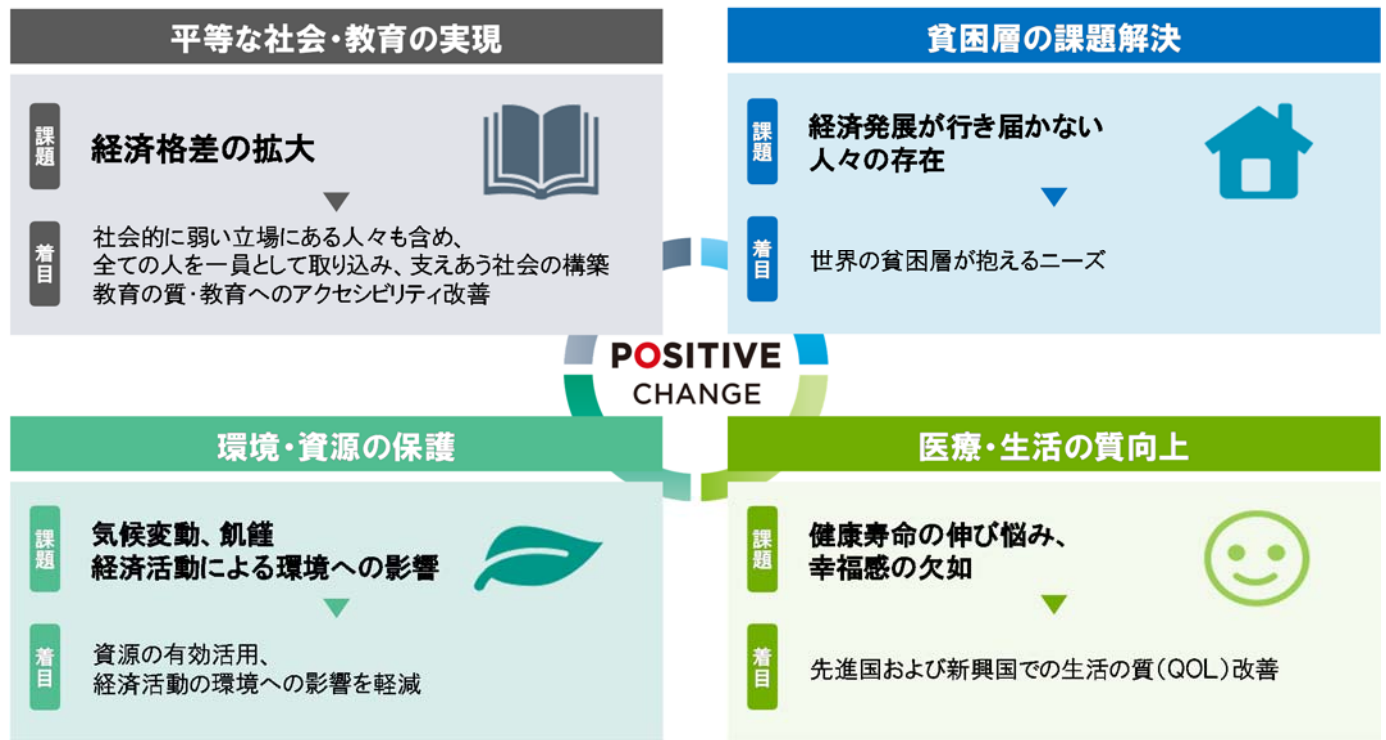 平等な社会・教育の実現
課題
経済格差の拡大
着目
社会的に弱い立場にある人々も含め、
全ての人を一員として取り込み、支えあう社会の構築
教育の質・教育へのアクセシビリティ改善
貧困層の課題解決
課題
経済発展が行き届かない
人々の存在
着目
世界の貧困層が抱えるニーズ
POSITIVE
CHANGE
環境・資源の保護
課題
気候変動、飢饉
経済活動による環境への影響
着目
資源の有効活用、
経済活動の環境への影響を軽減
医療・生活の質向上
課題
健康寿命の伸び悩み、
幸福感の欠如
着目
先進国および新興国での生活の質（QOL）改善